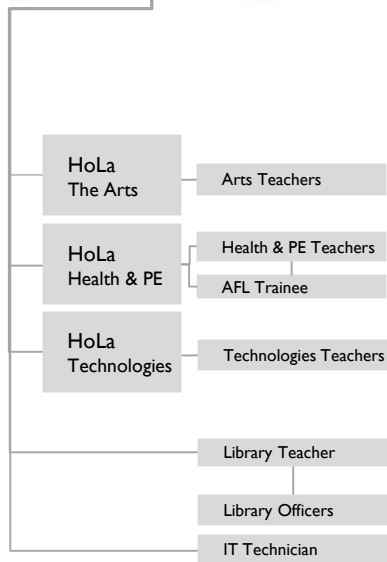 HoLa
The Arts
Arts Teachers
HoLa
Health & PE
Health & PE Teachers
AFL Trainee
HoLa
Technologies
Technologies Teachers
Library Teacher
Library Officers
IT Technician